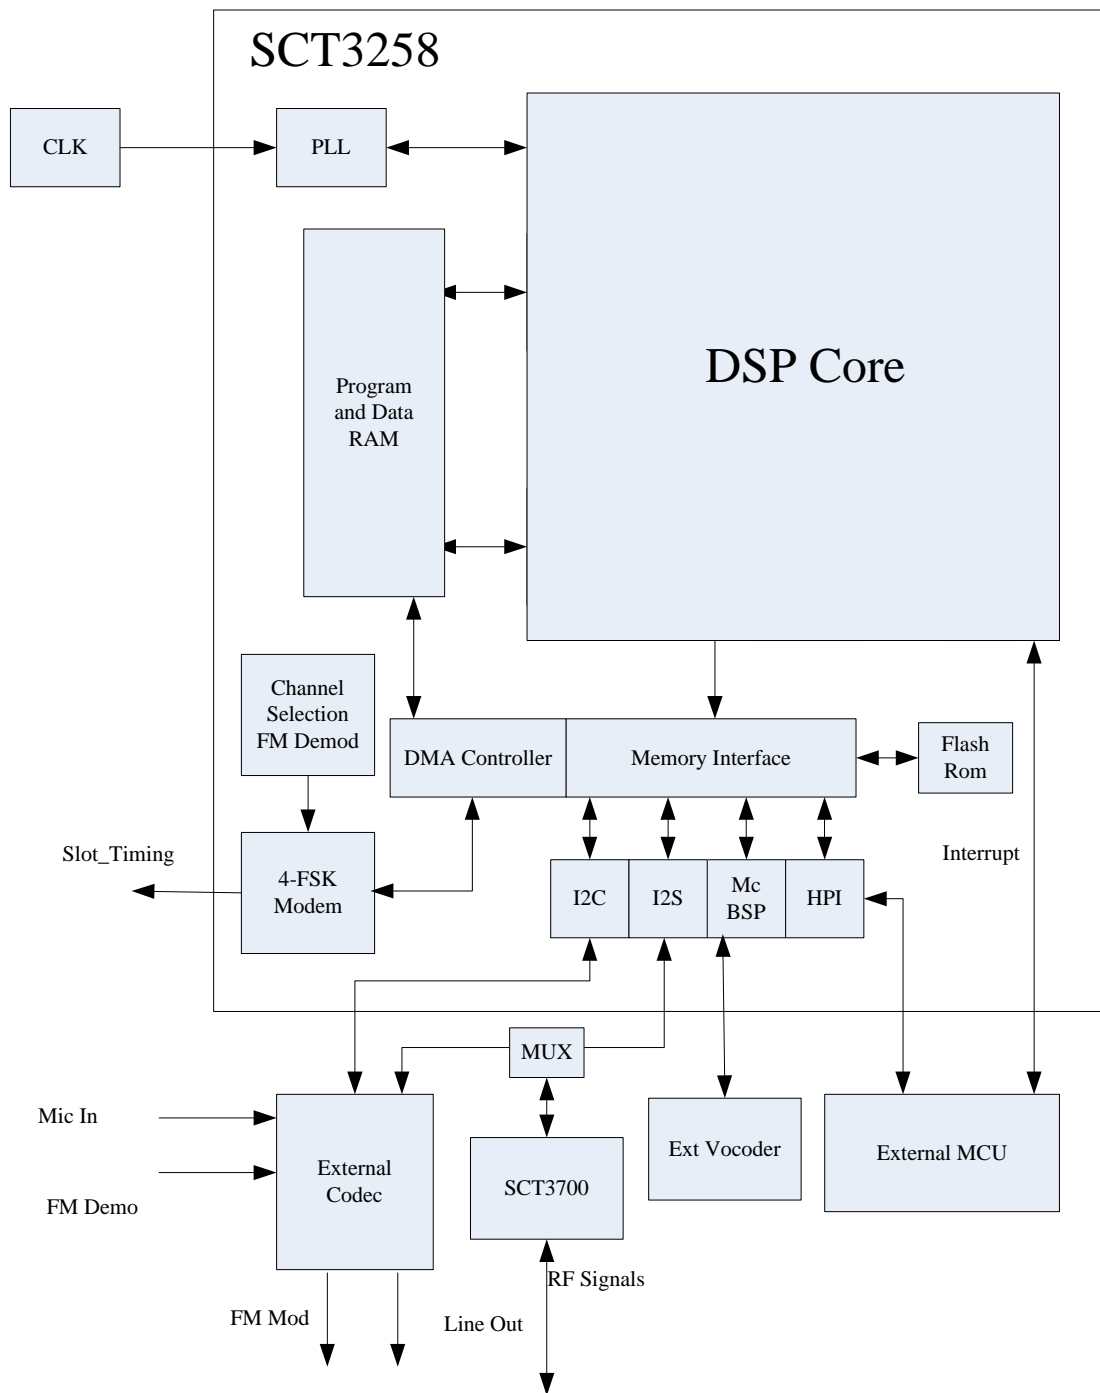 SCT3258
CLK
PLL
DSP Core
Program
and Data
RAM
Channel
Selection
FM Demod
DMA Controller
Memory Interface
Flash
Rom
Slot_Timing
4-FSK
Modem
I2C
I2S
Mc
BSP
HPI
Interrupt
MUX
Mic In
FM Demo
External
Codec
SCT3700
Ext Vocoder
External MCU
RF Signals
FM Mod
Line Out